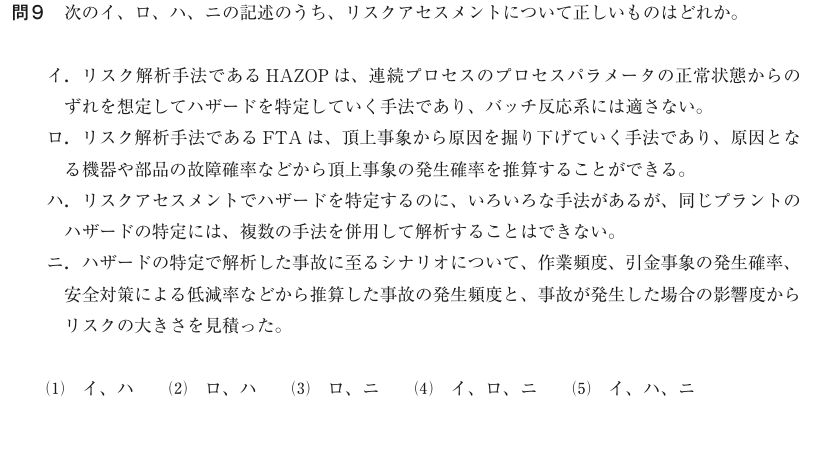 問9　次のイ、ロ、ハ、ニの記述のうち、リスクアセスメントについて正しいものはどれか。
イ．リスク解析手法である HAZOP は、連続プロセスのプロセスパラメータの正常状態からの
ずれを想定してハザードを特定していく手法であり、バッチ反応系には適さない。
ロ．リスク解析手法である FTA は、頂上事象から原因を掘り下げていく手法であり、原因とな
る機器や部品の故障確率などから頂上事象の発生確率を推算することができる。
ハ．リスクアセスメントでハザードを特定するのに、いろいろな手法があるが、同じプラントの
ハザードの特定には、複数の手法を併用して解析することはできない。
ニ．ハザードの特定で解析した事故に至るシナリオについて、作業頻度、引金事象の発生確率、
安全対策による低減率などから推算した事故の発生頻度と、事故が発生した場合の影響度から
リスクの大きさを見積った。
(1)　イ、ハ　　(2)　ロ、ハ　　(3)　ロ、ニ　　(4)　イ、ロ、ニ　　(5)　イ、ハ、ニ